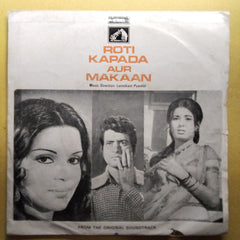 ROTI
KAPADA
AUR
MAKAAN
Music Director: Laxmikant Pyarelal
FROM THE ORIGINAL SOUNDTRACK